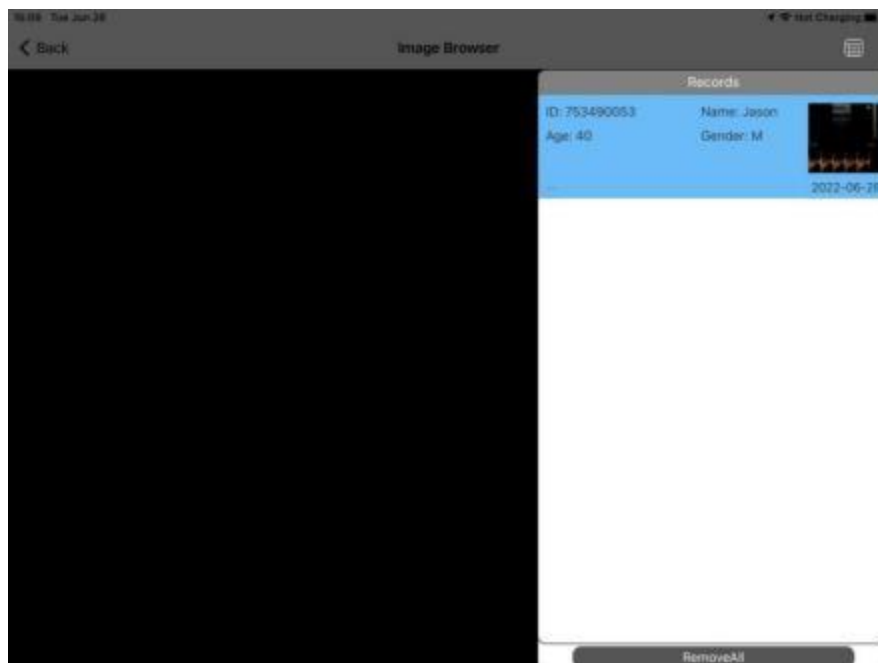 Tue Jun 28 Not Charging
Back Image Browser
Records
ID: 753490053 Name: Jason
Age: 40 Gender: M
...
2022-06-28
RemoveAll